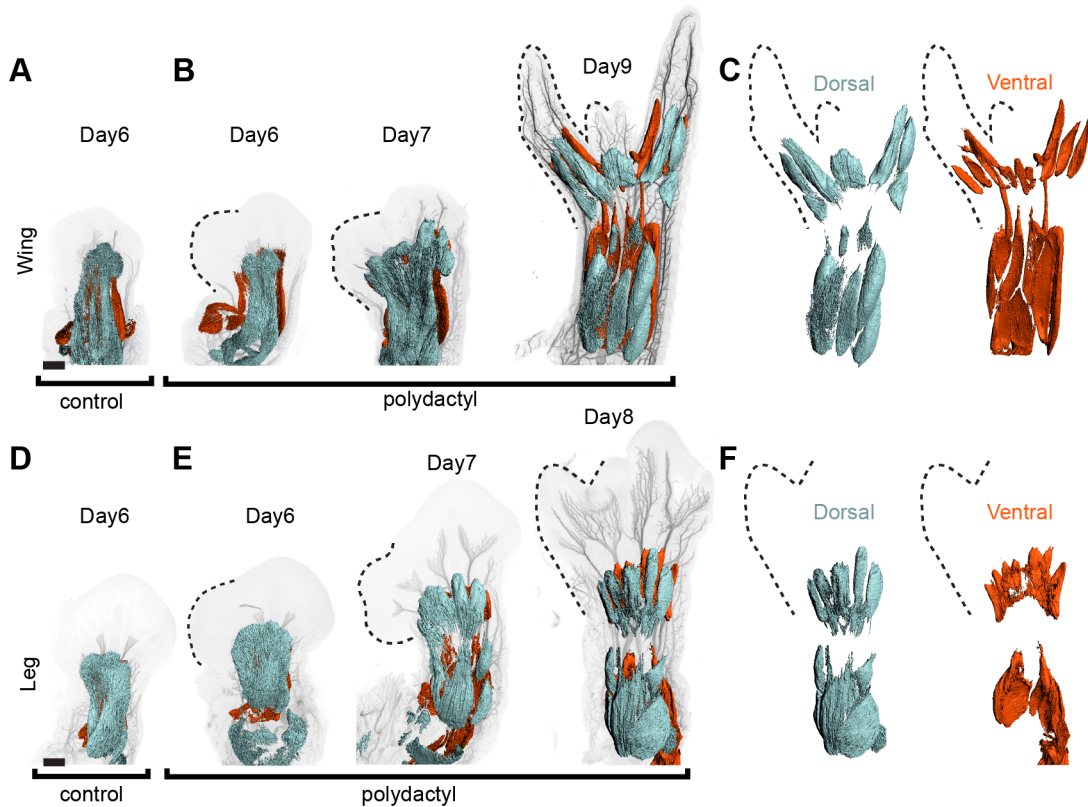 A
B
Day9
C
Dorsal
Ventral
Day6
Day6
Day7
Wing
control
polydactyl
Day8
D
E
Day7
F
Day6
Day6
Dorsal
Ventral
Leg
control
polydactyl